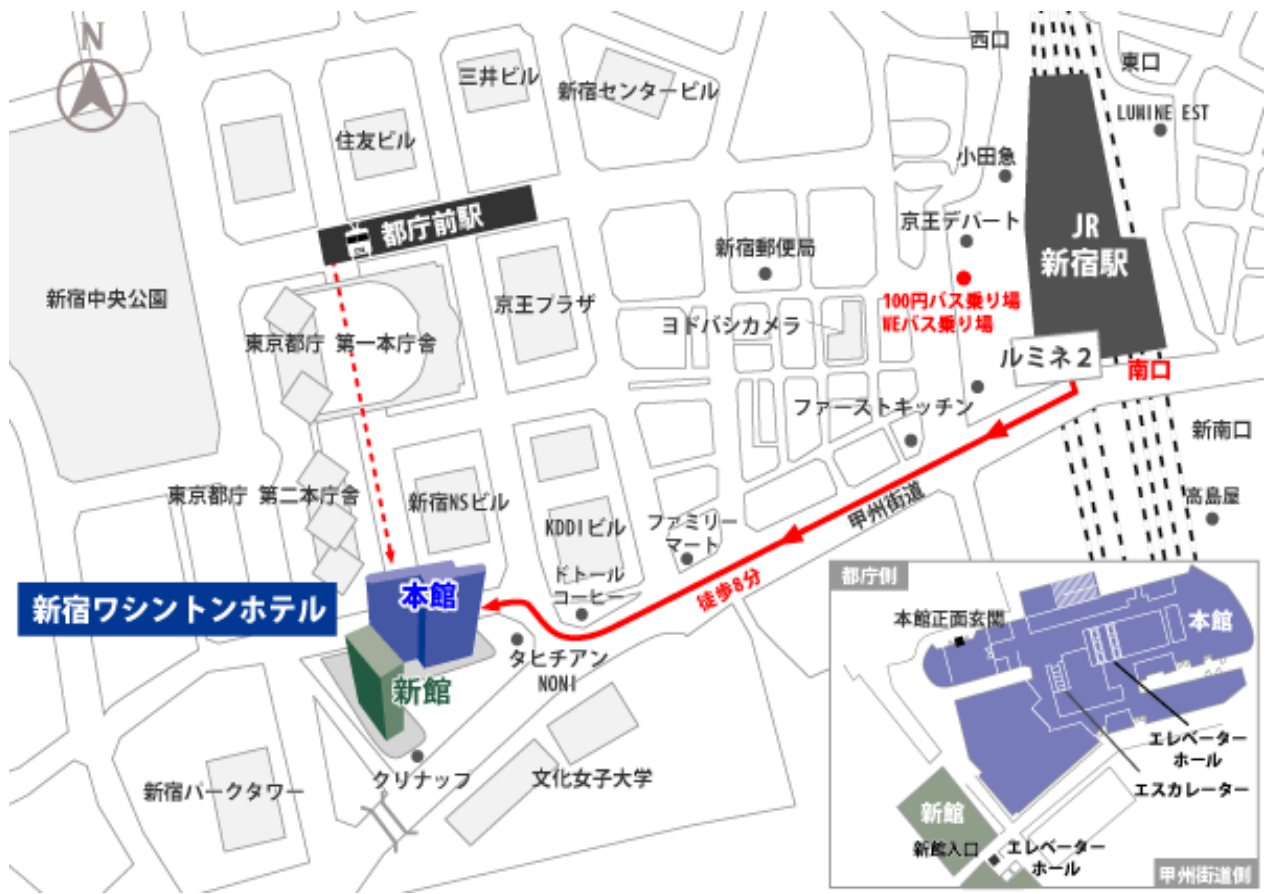 N
西口
東口
三井ビル
新宿センタービル
LUMINE EST
住友ビル
小田急
都庁前駅
京王デパート
JR
新宿駅
新宿郵便局
新宿中央公園
京王プラザ
100円バス乗り場
WEバス乗り場
ヨドバシカメラ
東京都庁 第一本庁舎
ルミネ2
南口
ファーストキッチン
新南口
東京都庁 第二本庁舎
新宿NSビル
高島屋
甲州街道
KDDIビル
ファミリー
マート
徒歩8分
ドトール
コーヒー
新宿ワシントンホテル
本館
タヒチアン
NONI
新館
クリナップ
文化女子大学
新宿パークタワー
都庁側
本館正面玄関
本館
エレベーター
ホール
エスカレーター
新館
新館入口
エレベーター
ホール
甲州街道側